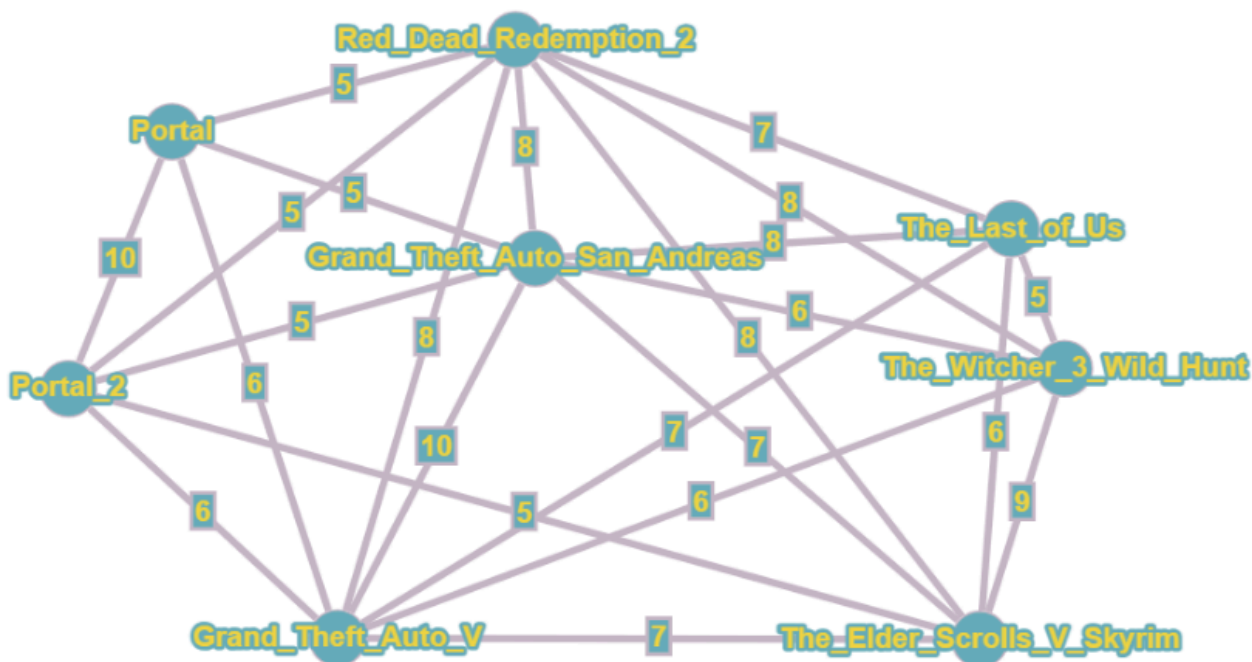 Red_Dead_Redemption_2
5
Portal
7
8
5
8
5
The_Last_of_Us
8
Grand_Theft_Auto_San_Andreas
10
5
6
5
8
8
The_Witcher_3_Wild_Hunt
6
Portal_2
7
6
10
7
9
6
6
5
Grand_Theft_Auto_V
7
The_Elder_Scrolls_V_Skyrim